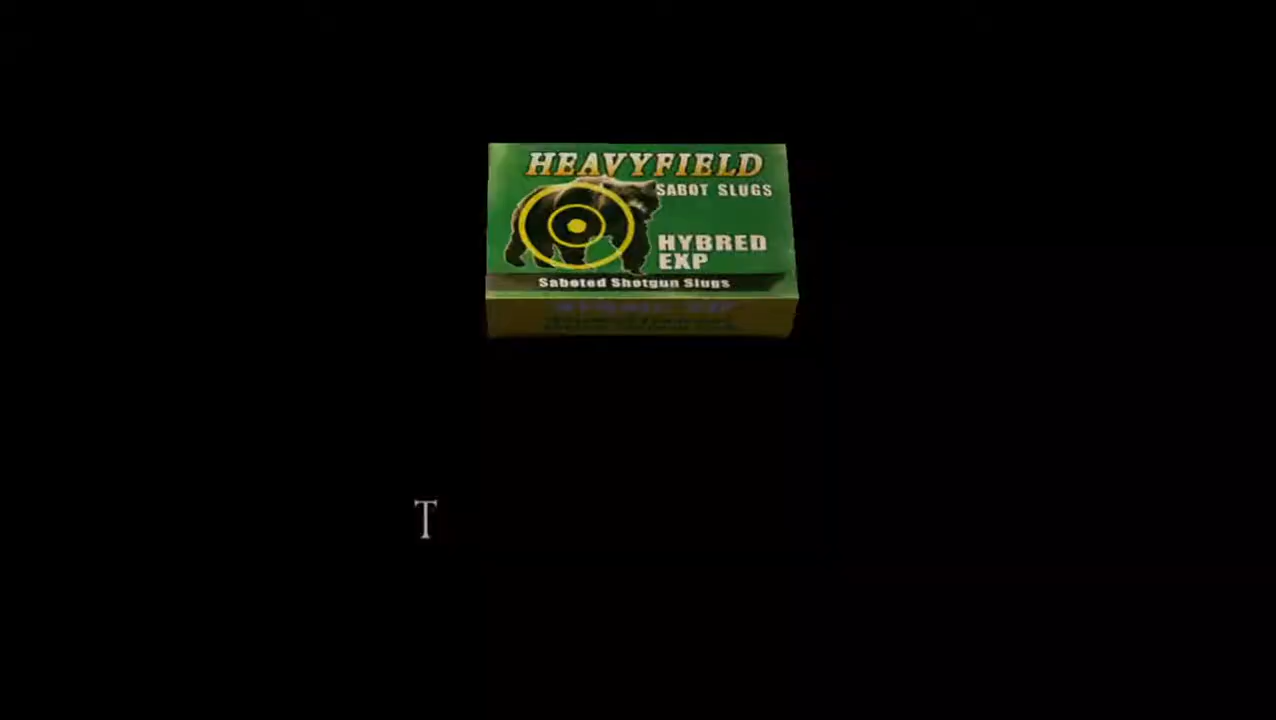 HEAVYFIELD
SABOT SLUGS
HYBRED
EXP
Saboted Shotgun Slugs
T